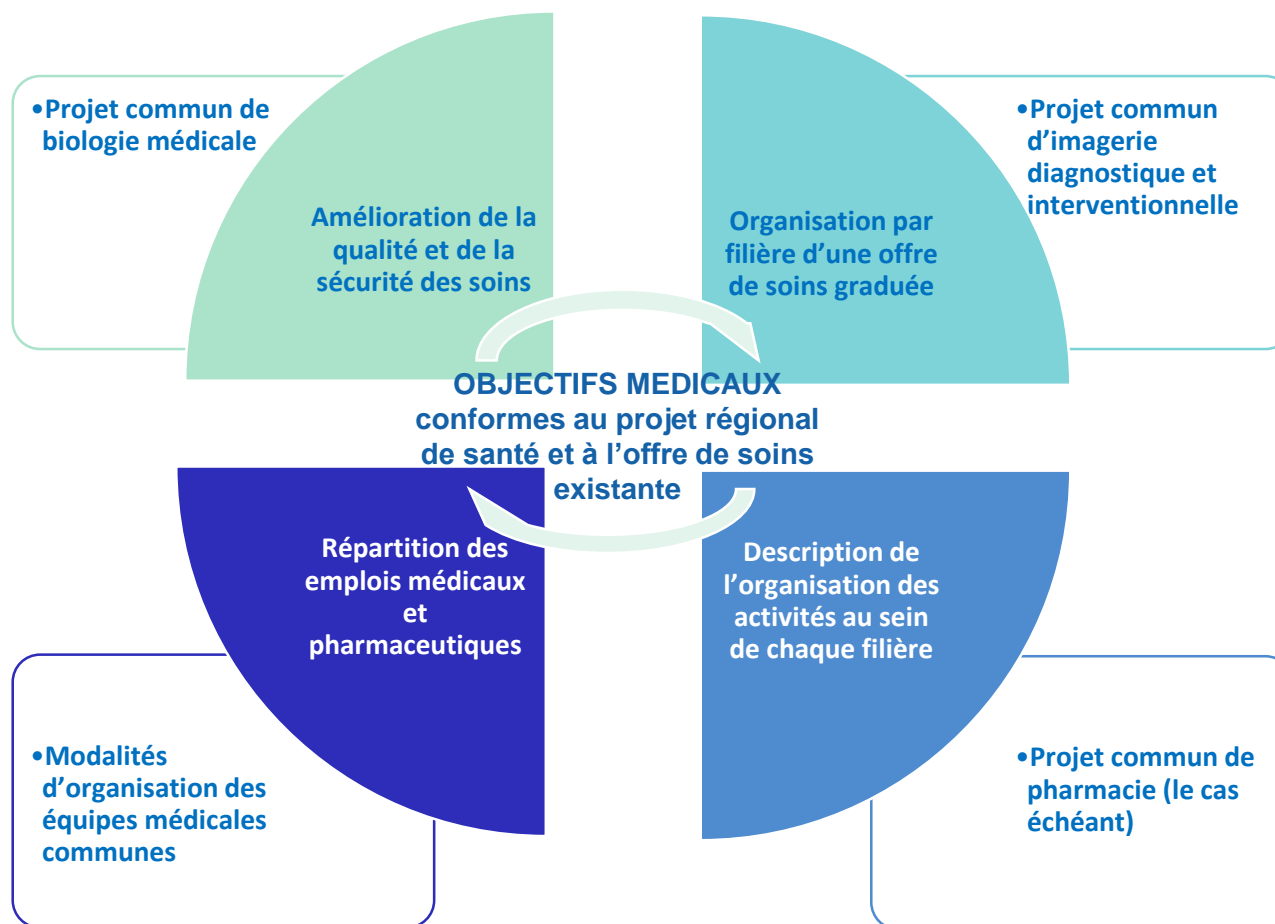 •Projet commun de
biologie médicale
Amélioration de la
qualité et de la
sécurité des soins
Organisation par
filière d’une offre
de soins graduée
•Projet commun
d’imagerie
diagnostique et
interventionnelle
OBJECTIFS MEDICAUX
conformes au projet régional
de santé et à l’offre de soins
existante
Répartition des
emplois médicaux
et
pharmaceutiques
Description de
l’organisation des
activités au sein
de chaque filière
•Modalités
d’organisation des
équipes médicales
communes
•Projet commun de
pharmacie (le cas
échéant)